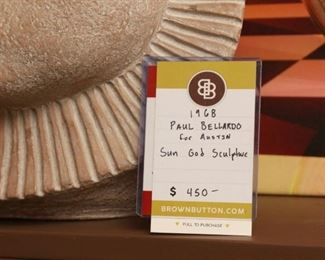 BB
1968
PAUL BELLARDO
for AUSTIN
Sun God Sculpture
$ 450-
BROWNBUTTON.COM
PULL TO PURCHASE